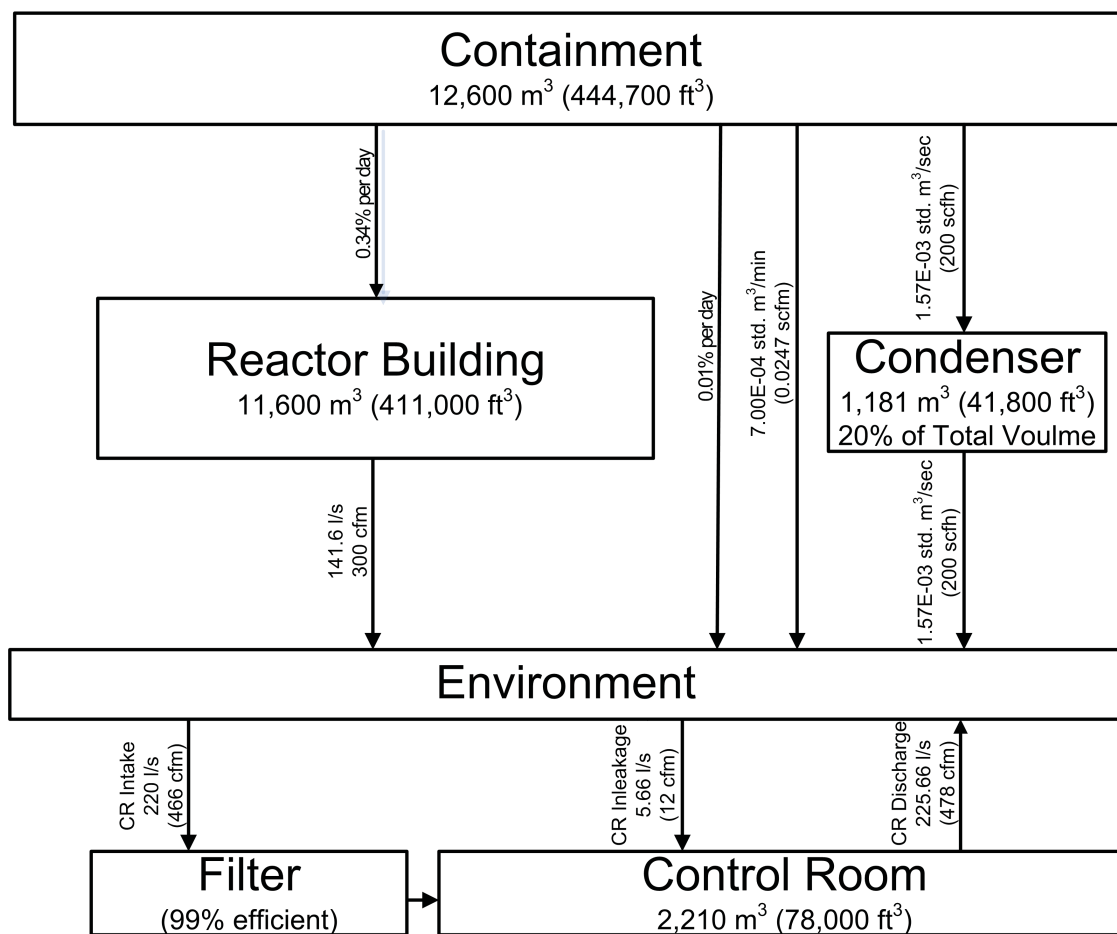 Containment
12,600 m³ (444,700 ft³)
0.34% per day
0.01% per day
7.00E-04 std. m³/min
(0.0247 scfm)
1.57E-03 std. m³/sec
(200 scfh)
Reactor Building
11,600 m³ (411,000 ft³)
Condenser
1,181 m³ (41,800 ft³)
20% of Total Voulme
141.6 l/s
300 cfm
1.57E-03 std. m³/sec
(200 scfh)
Environment
CR Intake
220 l/s
(466 cfm)
CR Inleakage
5.66 l/s
(12 cfm)
CR Discharge
225.66 l/s
(478 cfm)
Filter
(99% efficient)
Control Room
2,210 m³ (78,000 ft³)